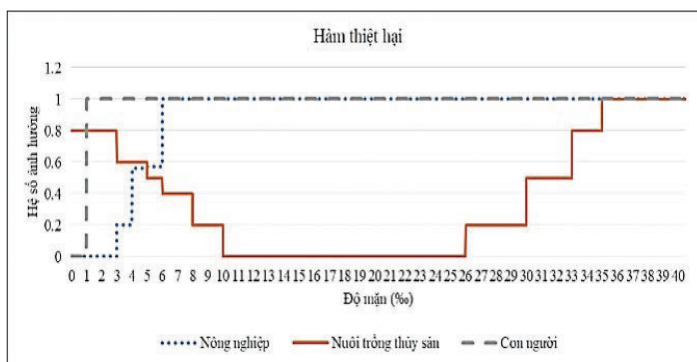 Hàm thiệt hại
1.2
1
0.8
0.6
0.4
0.2
0
Hệ số ảnh hưởng
0 1 2 3 4 5 6 7 8 9 10 11 12 13 14 15 16 17 18 19 20 21 22 23 24 25 26 27 28 29 30 31 32 33 34 35 36 37 38 39 40
Độ mặn (‰)
Nông nghiệp Nuôi trồng thủy sản Con người